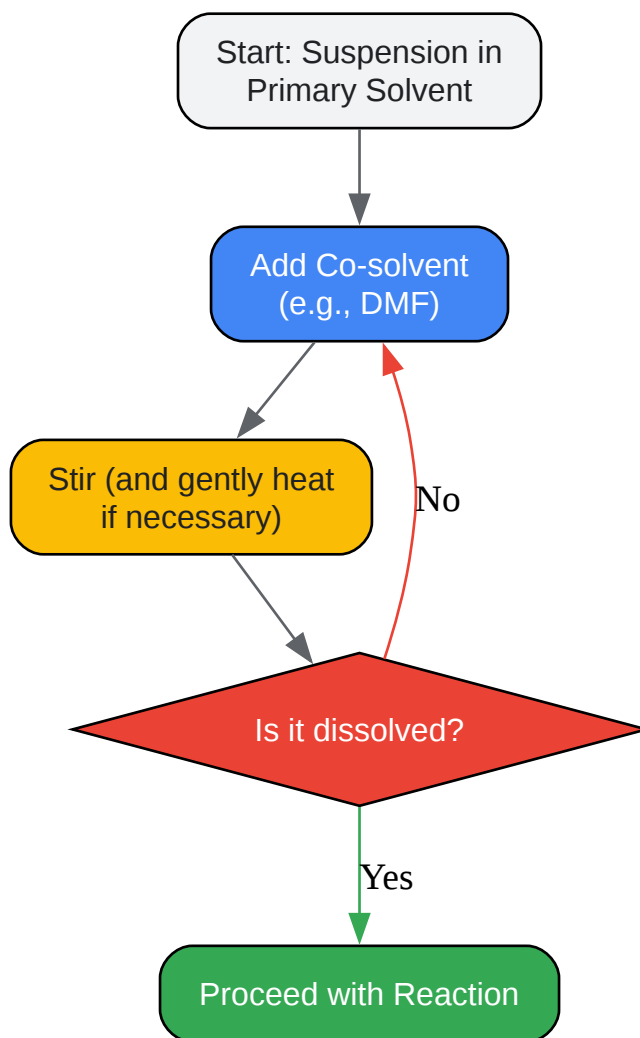 Start: Suspension in
Primary Solvent
Add Co-solvent
(e.g., DMF)
Stir (and gently heat
if necessary)
No
Is it dissolved?
Yes
Proceed with Reaction